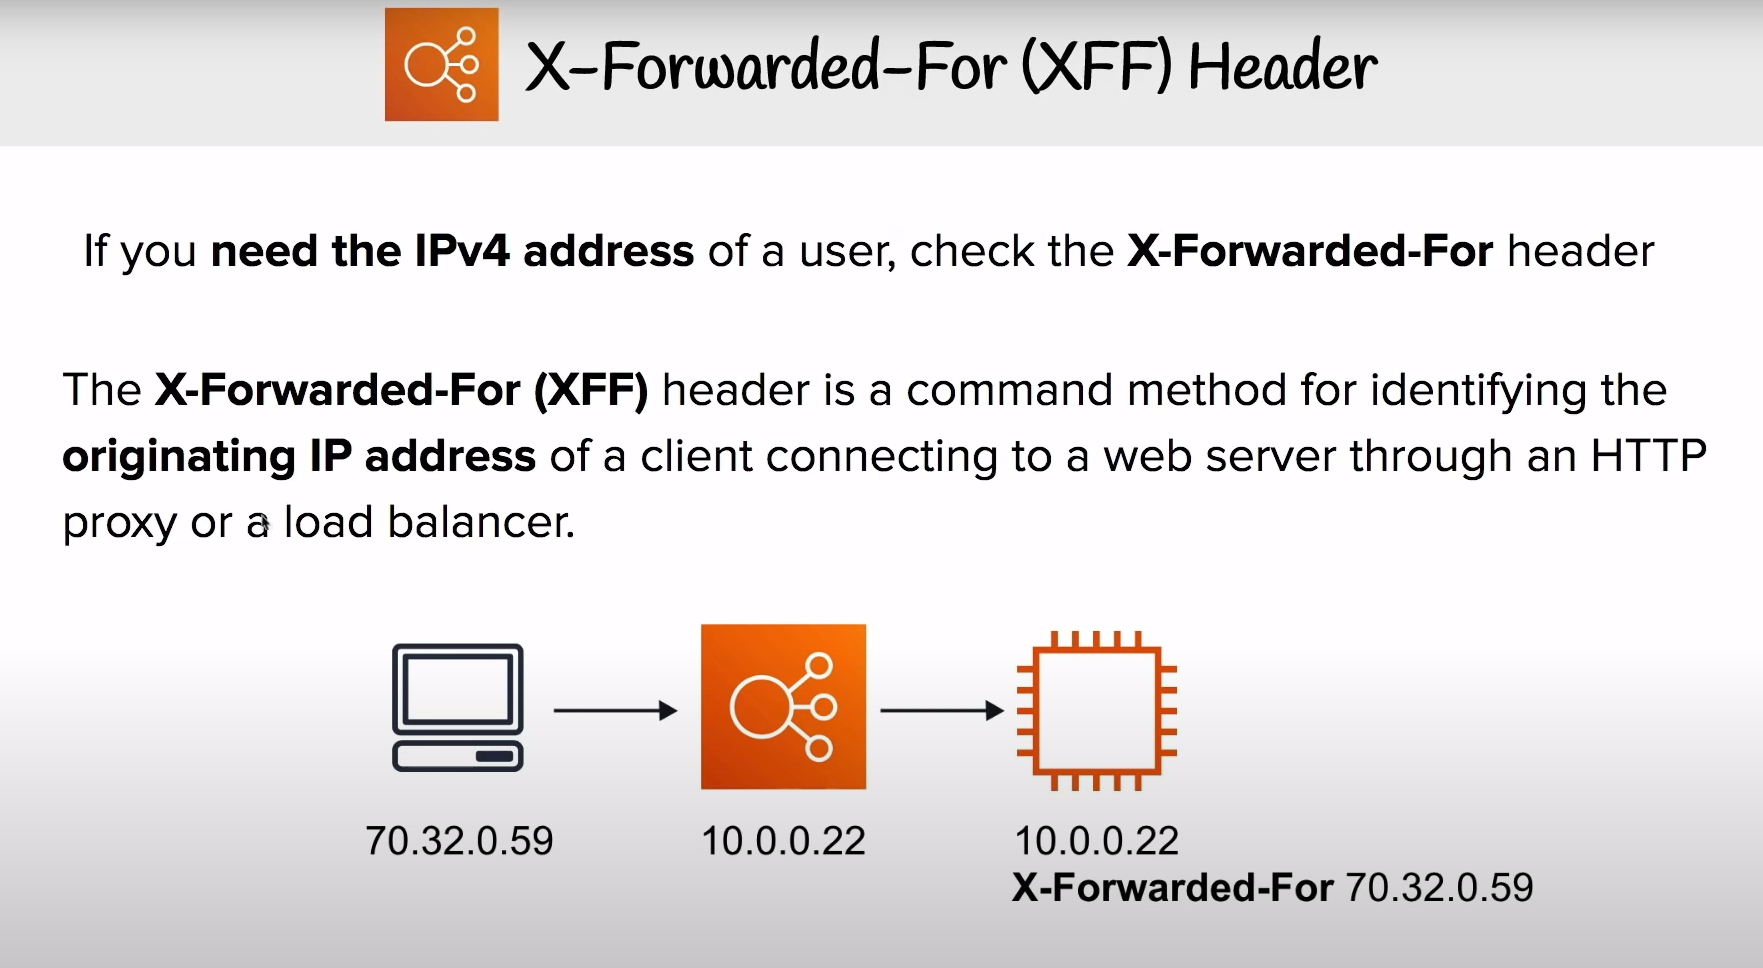 X-Forwarded-For (XFF) Header
If you need the IPv4 address of a user, check the X-Forwarded-For header
The X-Forwarded-For (XFF) header is a command method for identifying the
originating IP address of a client connecting to a web server through an HTTP
proxy or a load balancer.
70.32.0.59
10.0.0.22
10.0.0.22
X-Forwarded-For 70.32.0.59